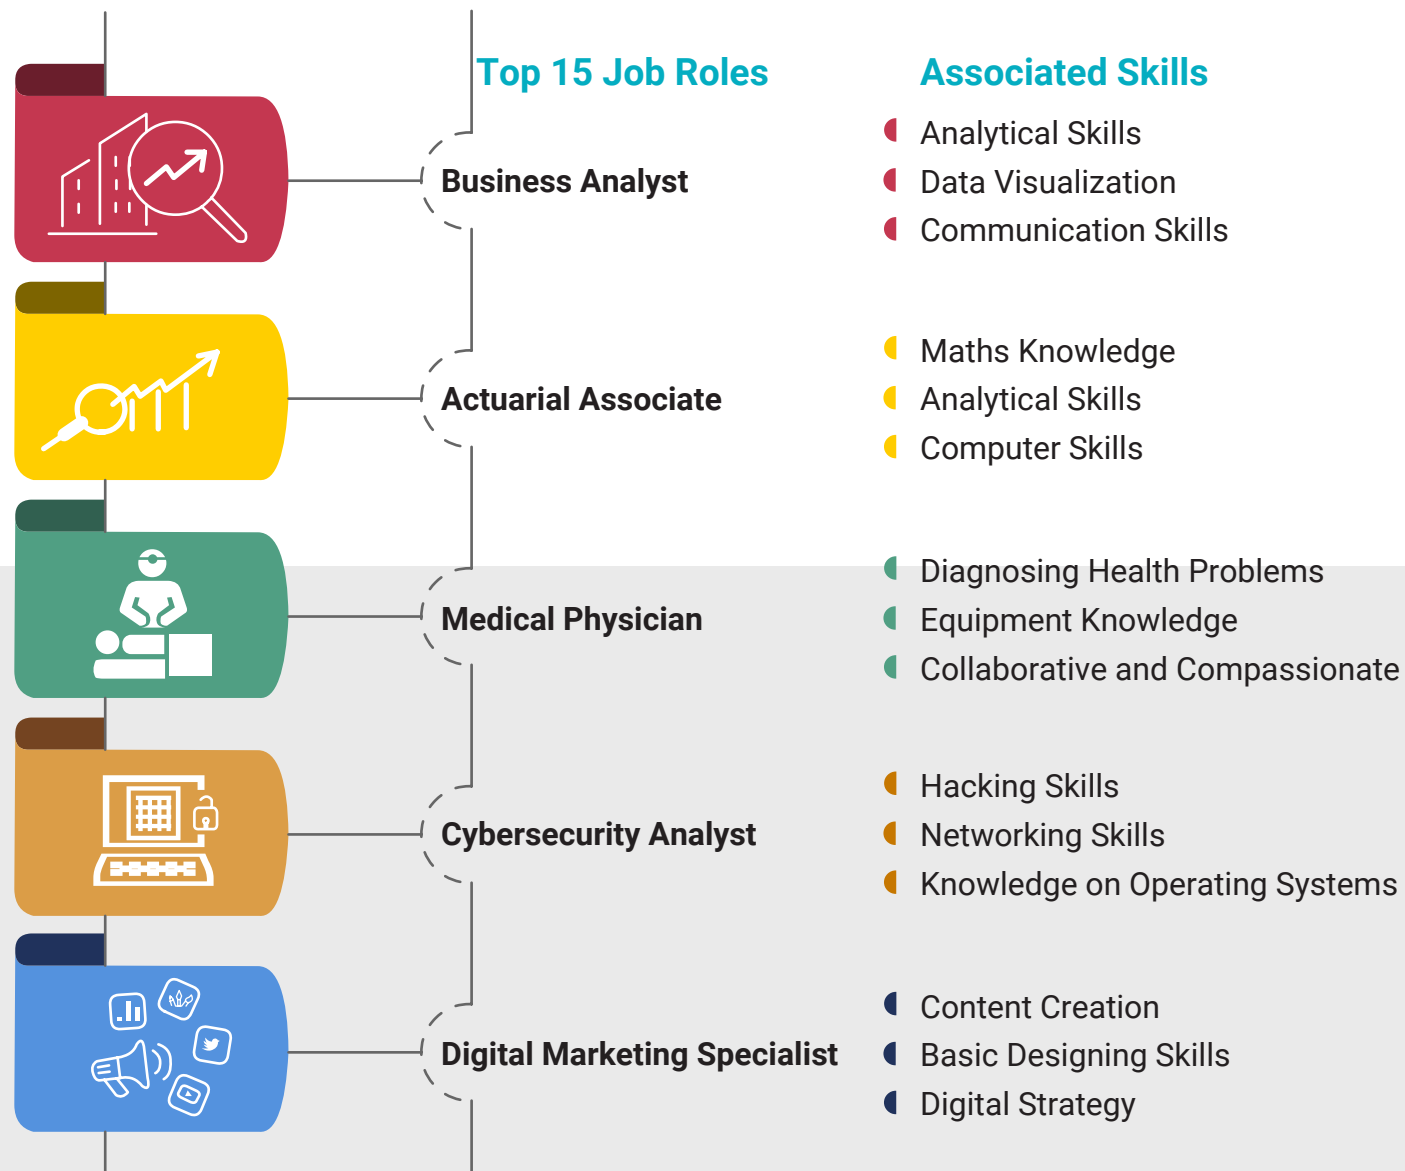 Top 15 Job Roles
Associated Skills
Business Analyst
Analytical Skills
Data Visualization
Communication Skills
Actuarial Associate
Maths Knowledge
Analytical Skills
Computer Skills
Medical Physician
Diagnosing Health Problems
Equipment Knowledge
Collaborative and Compassionate
Cybersecurity Analyst
Hacking Skills
Networking Skills
Knowledge on Operating Systems
Digital Marketing Specialist
Content Creation
Basic Designing Skills
Digital Strategy